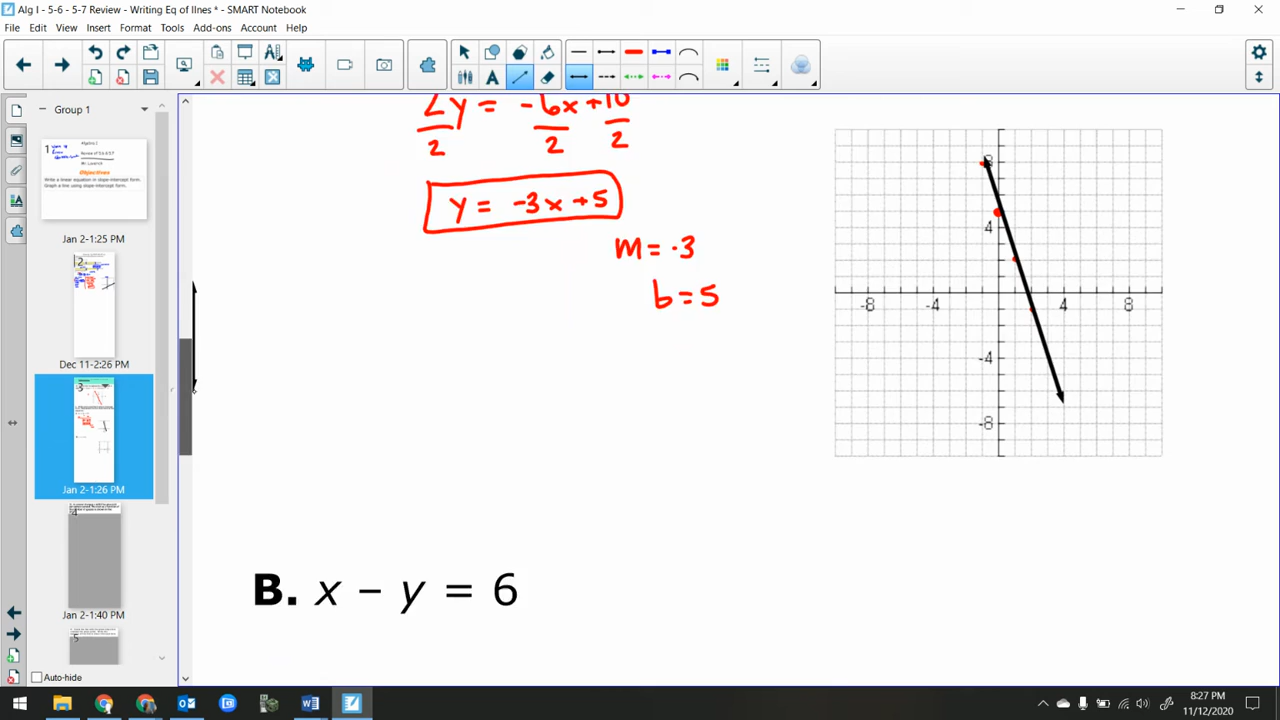 Alg I - 5-6 - 5-7 Review - Writing Eq of lInes * - SMART Notebook
File Edit View Insert Format Tools Add-ons Account Help
Group 1
Jan 2-1:25 PM
Dec 11-2:26 PM
Jan 2-1:26 PM
Jan 2-1:40 PM
Auto-hide
2y = -6x+10
2 2 2
y = -3x +5
m = -3
b = 5
8
4
-8 -4 4 8
-4
-8
B. x − y = 6
8:27 PM
11/12/2020